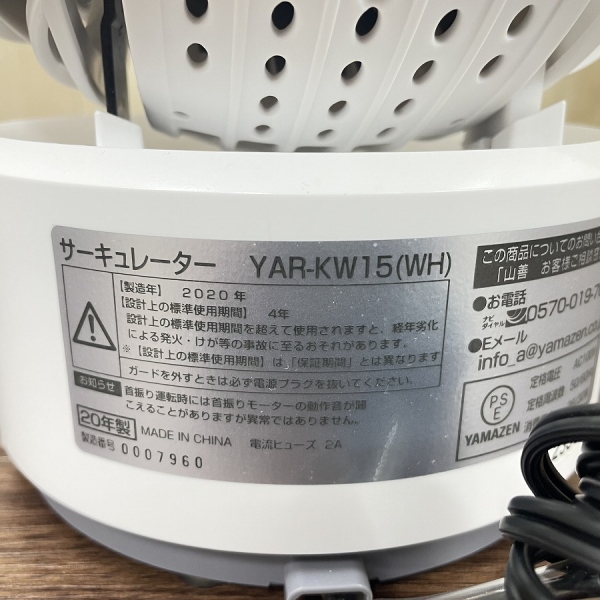 サーキュレーター YAR-KW15(WH)
【製造年】 2020年
【設計上の標準使用期間】 4年
設計上の標準使用期間を超えて使用されますと、経年劣化
による発火・けが等の事故に至るおそれがあります。
※【設計上の標準使用期間】は「保証期間」とは異なります
ガードを外すときは必ず電源プラグを抜いてください。
お知らせ
首振り運転時には首振りモーターの動作音が聞
こえることがありますが異常ではありません。
20年製 MADE IN CHINA 電流ヒューズ 2A
製造番号 0007960
この商品についてのお問い合
「山善 お客様ご相談窓
●お電話
ナビダイヤル 0570-019-70
●Eメール
info_a@yamazen.co
PSE
YAMAZEN
定格電圧 AC100
定格周波数 50/60